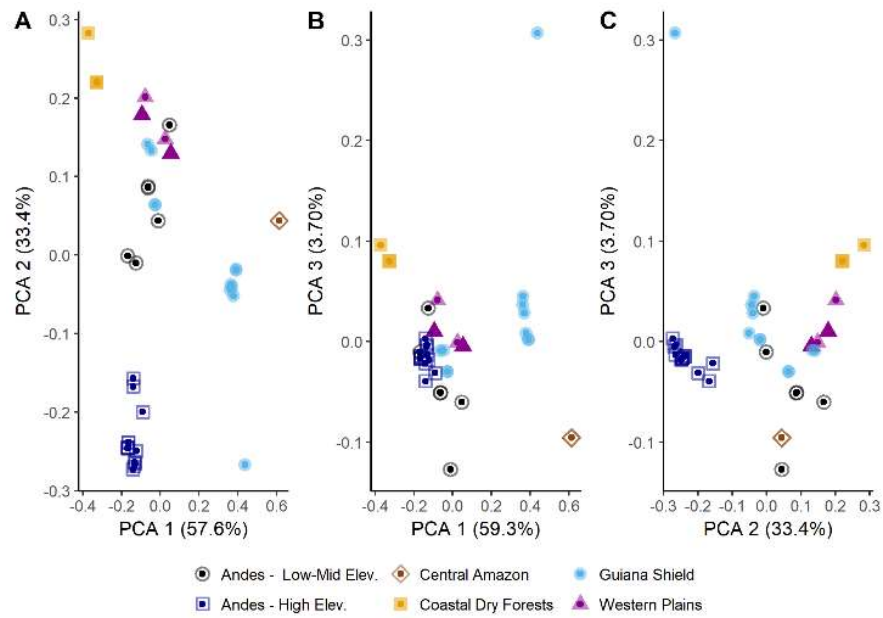 A
B
C
0.3
0.2
0.1
0.0
-0.1
-0.2
-0.3
PCA 2 (33.4%)
-0.4 -0.2 0.0 0.2 0.4 0.6
PCA 1 (57.6%)
0.3
0.2
0.1
0.0
-0.1
PCA 3 (3.70%)
-0.4 -0.2 0.0 0.2 0.4 0.6
PCA 1 (59.3%)
0.3
0.2
0.1
0.0
-0.1
PCA 3 (3.70%)
-0.3 -0.2 -0.1 0.0 0.1 0.2 0.3
PCA 2 (33.4%)
Andes - Low-Mid Elev.
Central Amazon
Guiana Shield
Andes - High Elev.
Coastal Dry Forests
Western Plains